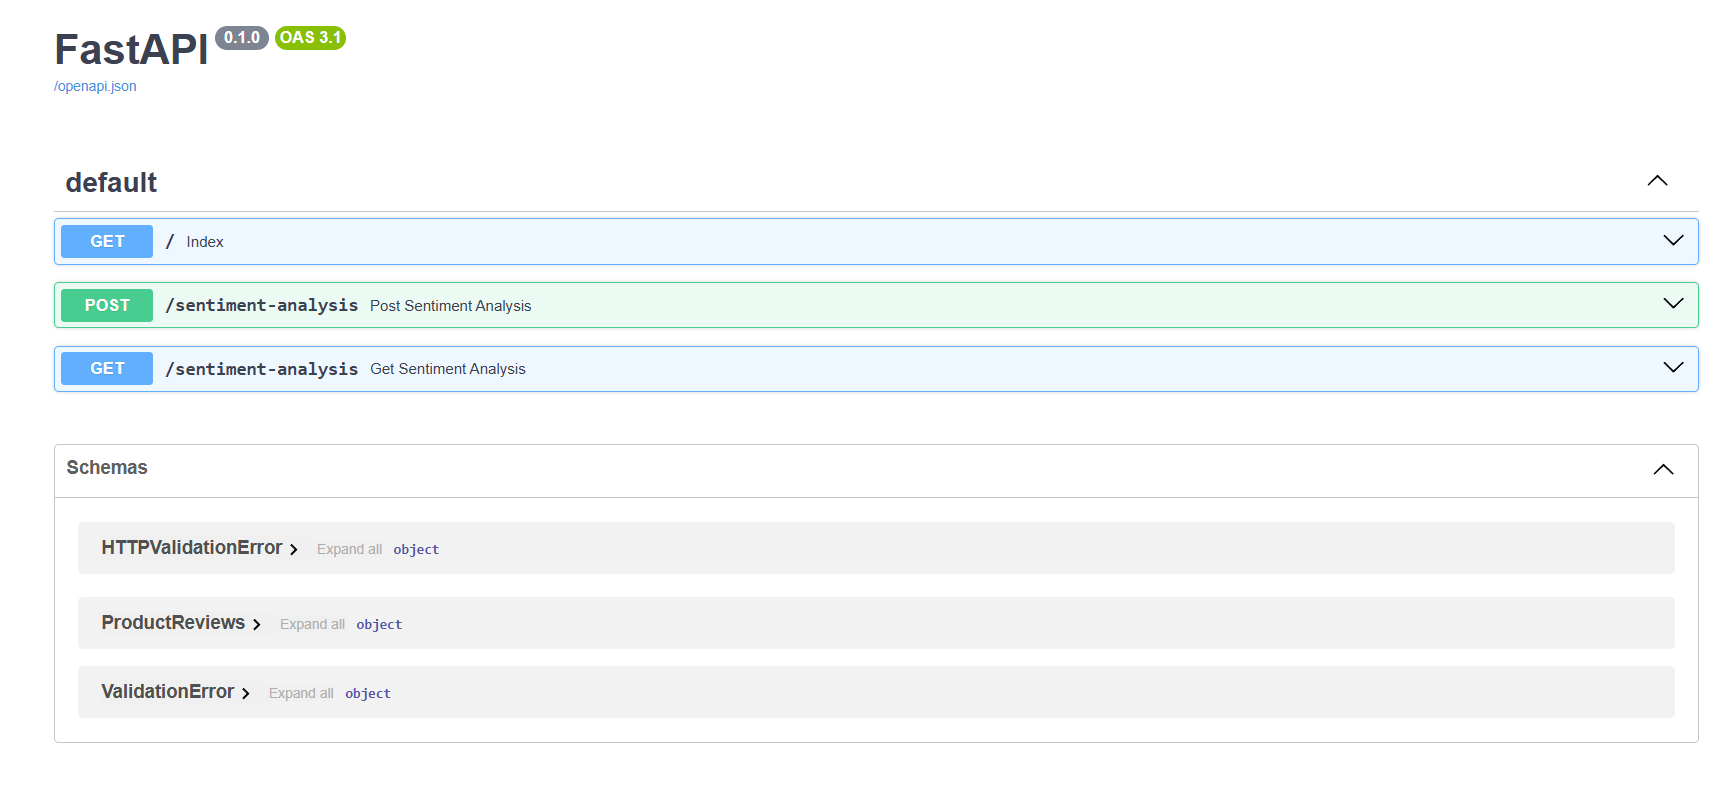 FastAPI 0.1.0 OAS 3.1
/openapi.json
default
GET / Index
POST /sentiment-analysis Post Sentiment Analysis
GET /sentiment-analysis Get Sentiment Analysis
Schemas
HTTPValidationError Expand all object
ProductReviews Expand all object
ValidationError Expand all object